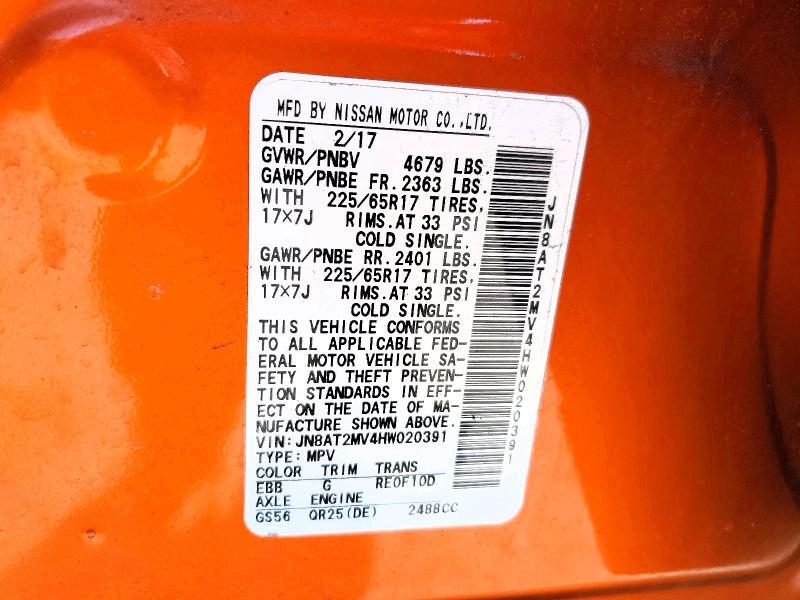 MFD BY NISSAN MOTOR CO.,LTD.
DATE 2/17
GVWR/PNBV 4679 LBS.
GAWR/PNBE FR. 2363 LBS.
WITH 225/65R17 TIRES,
17×7J RIMS. AT 33 PSI
COLD SINGLE.
GAWR/PNBE RR. 2401 LBS.
WITH 225/65R17 TIRES,
17×7J RIMS. AT 33 PSI
COLD SINGLE.
THIS VEHICLE CONFORMS
TO ALL APPLICABLE FED-
ERAL MOTOR VEHICLE SA-
FETY AND THEFT PREVEN-
TION STANDARDS IN EFF-
ECT ON THE DATE OF MA-
NUFACTURE SHOWN ABOVE.
VIN: JN8AT2MV4HW020391
TYPE: MPV
COLOR TRIM TRANS
EBB G RE0F10D
AXLE ENGINE
GS56 QR25(DE) 2488CC
JN8AT2MV4HW020391